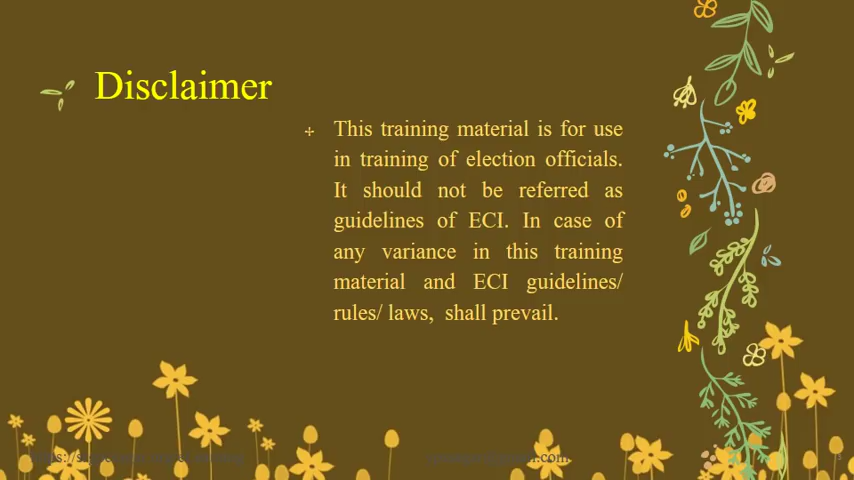 Disclaimer
This training material is for use
in training of election officials.
It should not be referred as
guidelines of ECI. In case of
any variance in this training
material and ECI guidelines/
rules/ laws, shall prevail.